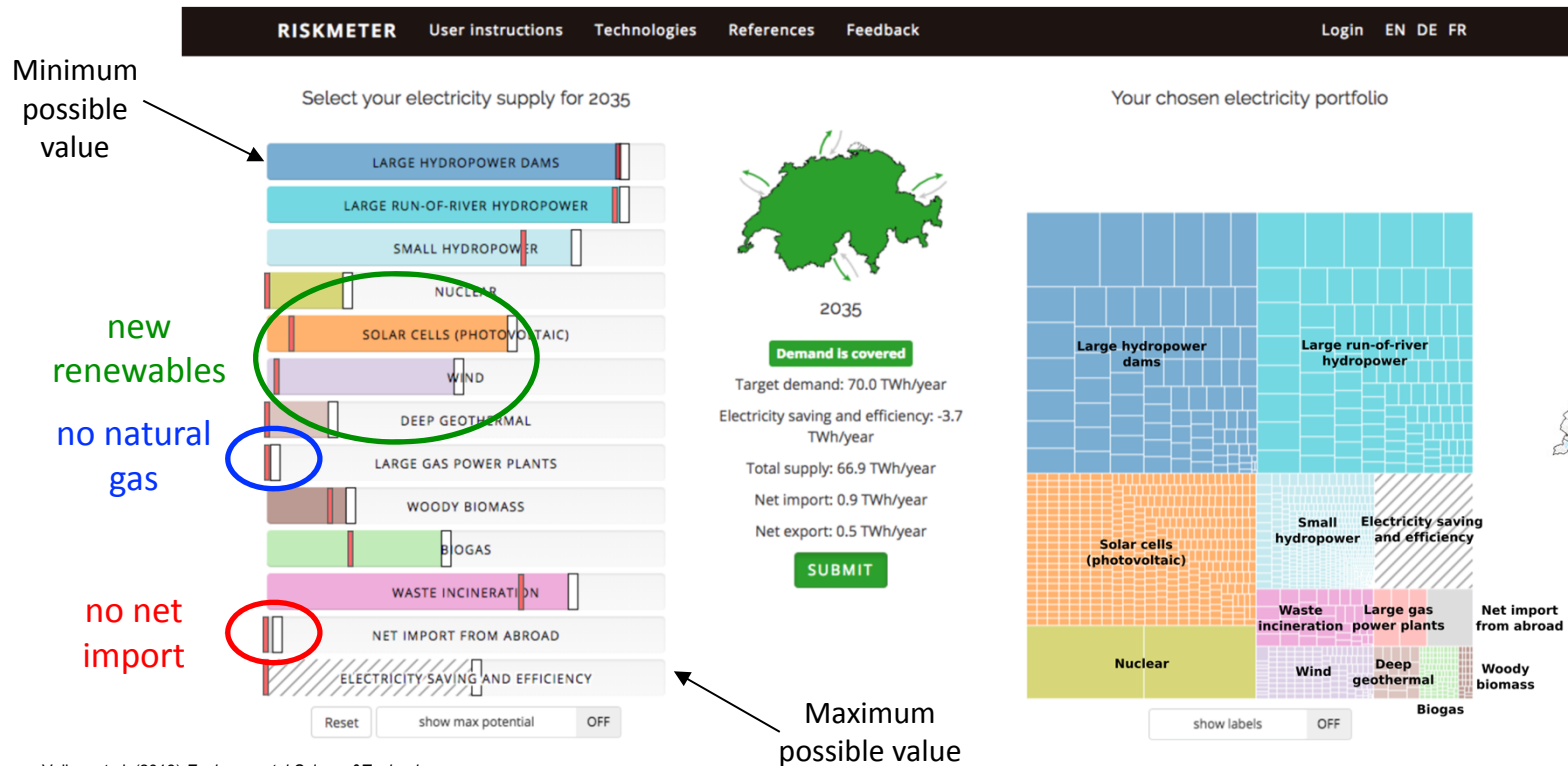 RISKMETER User instructions Technologies References Feedback Login EN DE FR
Minimum
possible
value
Select your electricity supply for 2035
Your chosen electricity portfolio
LARGE HYDROPOWER DAMS
LARGE RUN-OF-RIVER HYDROPOWER
SMALL HYDROPOWER
NUCLEAR
SOLAR CELLS (PHOTOVOLTAIC)
WIND
DEEP GEOTHERMAL
LARGE GAS POWER PLANTS
WOODY BIOMASS
BIOGAS
WASTE INCINERATION
NET IMPORT FROM ABROAD
ELECTRICITY SAVING AND EFFICIENCY
new
renewables
no natural
gas
no net
import
Reset show max potential OFF
Maximum
possible value
2035
Demand is covered
Target demand: 70.0 TWh/year
Electricity saving and efficiency: -3.7
TWh/year
Total supply: 66.9 TWh/year
Net import: 0.9 TWh/year
Net export: 0.5 TWh/year
SUBMIT
Large hydropower
dams
Large run-of-river
hydropower
Solar cells
(photovoltaic)
Small
hydropower
Electricity saving
and efficiency
Waste
incineration
Large gas
power plants
Net import
from abroad
Nuclear
Wind
Deep
geothermal
Woody
biomass
Biogas
show labels OFF